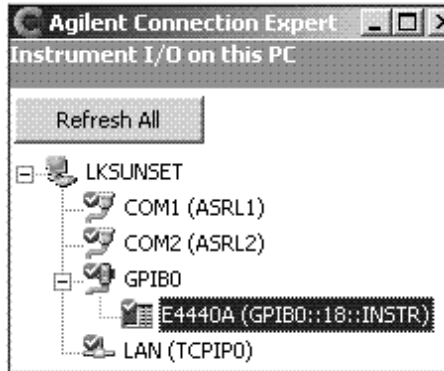 Agilent Connection Expert
Instrument I/O on this PC
Refresh All
LKSUNSET
COM1 (ASRL1)
COM2 (ASRL2)
GPIB0
E4440A (GPIB0::18::INSTR)
LAN (TCPIP0)